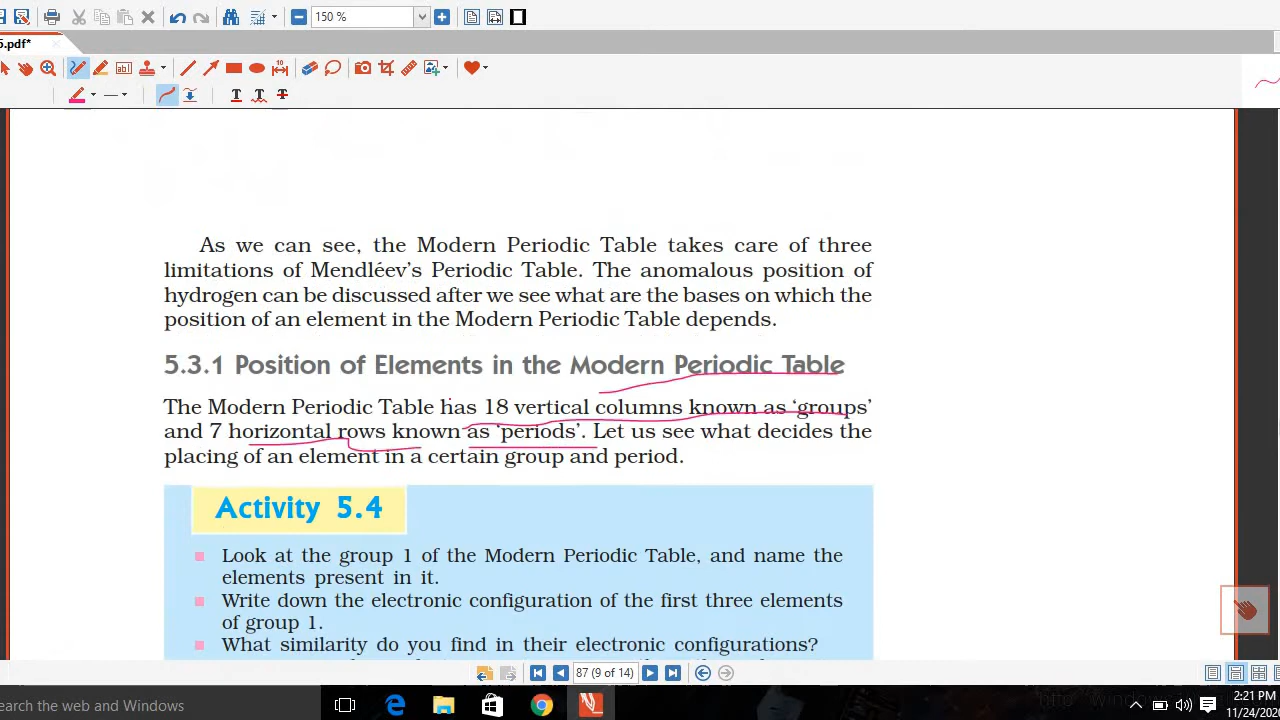 150 %
5.pdf*
As we can see, the Modern Periodic Table takes care of three
limitations of Mendléev's Periodic Table. The anomalous position of
hydrogen can be discussed after we see what are the bases on which the
position of an element in the Modern Periodic Table depends.
5.3.1 Position of Elements in the Modern Periodic Table
The Modern Periodic Table has 18 vertical columns known as 'groups'
and 7 horizontal rows known as 'periods'. Let us see what decides the
placing of an element in a certain group and period.
Activity 5.4
Look at the group 1 of the Modern Periodic Table, and name the
elements present in it.
Write down the electronic configuration of the first three elements
of group 1.
What similarity do you find in their electronic configurations?
87 (9 of 14)
earch the web and Windows
2:21 PM
11/24/202